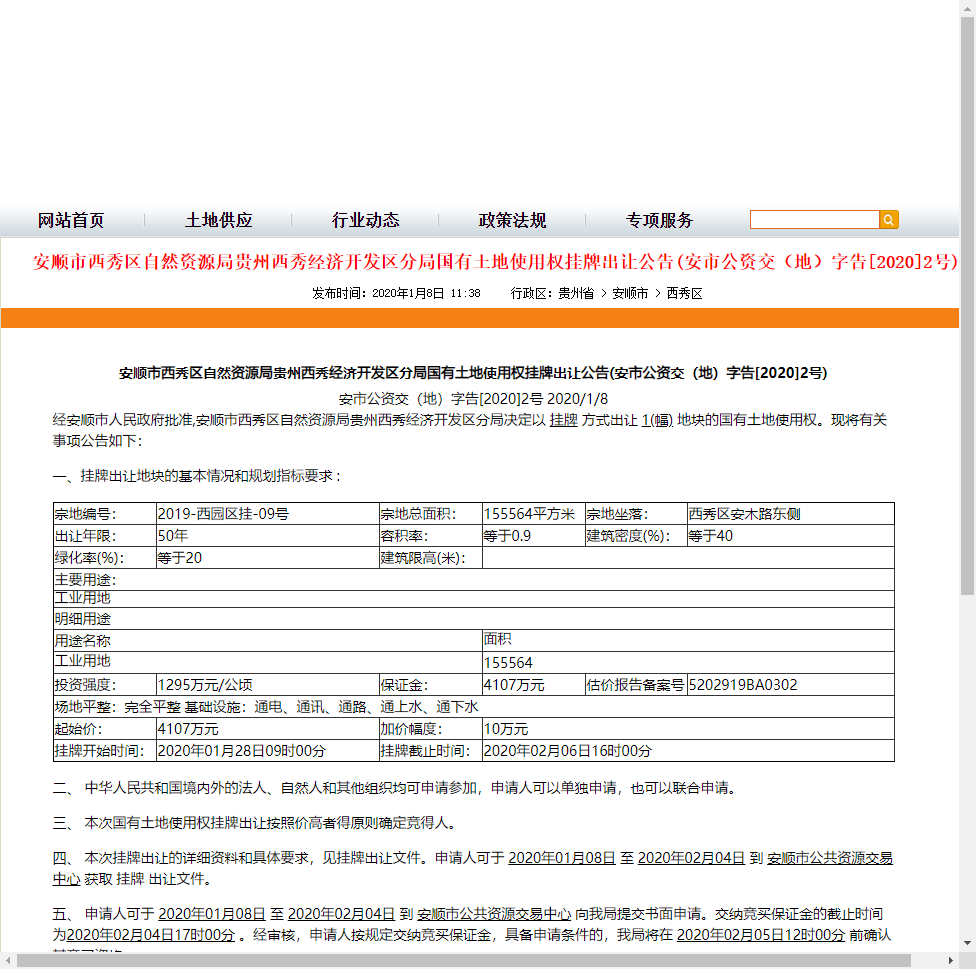 网站首页 土地供应 行业动态 政策法规 专项服务
安顺市西秀区自然资源局贵州西秀经济开发区分局国有土地使用权挂牌出让公告(安市公资交（地）字告[2020]2号)
发布时间：2020年1月8日 11:38 行政区：贵州省 > 安顺市 > 西秀区
安顺市西秀区自然资源局贵州西秀经济开发区分局国有土地使用权挂牌出让公告(安市公资交（地）字告[2020]2号)
安市公资交（地）字告[2020]2号 2020/1/8
经安顺市人民政府批准,安顺市西秀区自然资源局贵州西秀经济开发区分局决定以 挂牌 方式出让 1(幅) 地块的国有土地使用权。现将有关
事项公告如下：
一、挂牌出让地块的基本情况和规划指标要求：
宗地编号： 2019-西园区挂-09号 宗地总面积： 155564平方米 宗地坐落： 西秀区安木路东侧
出让年限： 50年 容积率： 等于0.9 建筑密度(%)： 等于40
绿化率(%)： 等于20 建筑限高(米)：
主要用途：
工业用地
明细用途
用途名称 面积
工业用地 155564
投资强度： 1295万元/公顷 保证金： 4107万元 估价报告备案号 5202919BA0302
场地平整：完全平整 基础设施：通电、通讯、通路、通上水、通下水
起始价： 4107万元 加价幅度： 10万元
挂牌开始时间： 2020年01月28日09时00分 挂牌截止时间： 2020年02月06日16时00分
二、 中华人民共和国境内外的法人、自然人和其他组织均可申请参加，申请人可以单独申请，也可以联合申请。
三、 本次国有土地使用权挂牌出让按照价高者得原则确定竞得人。
四、 本次挂牌出让的详细资料和具体要求，见挂牌出让文件。申请人可于 2020年01月08日 至 2020年02月04日 到 安顺市公共资源交易
中心 获取 挂牌 出让文件。
五、 申请人可于 2020年01月08日 至 2020年02月04日 到 安顺市公共资源交易中心 向我局提交书面申请。交纳竞买保证金的截止时间
为2020年02月04日17时00分 。经审核，申请人按规定交纳竞买保证金，具备申请条件的，我局将在 2020年02月05日12时00分 前确认